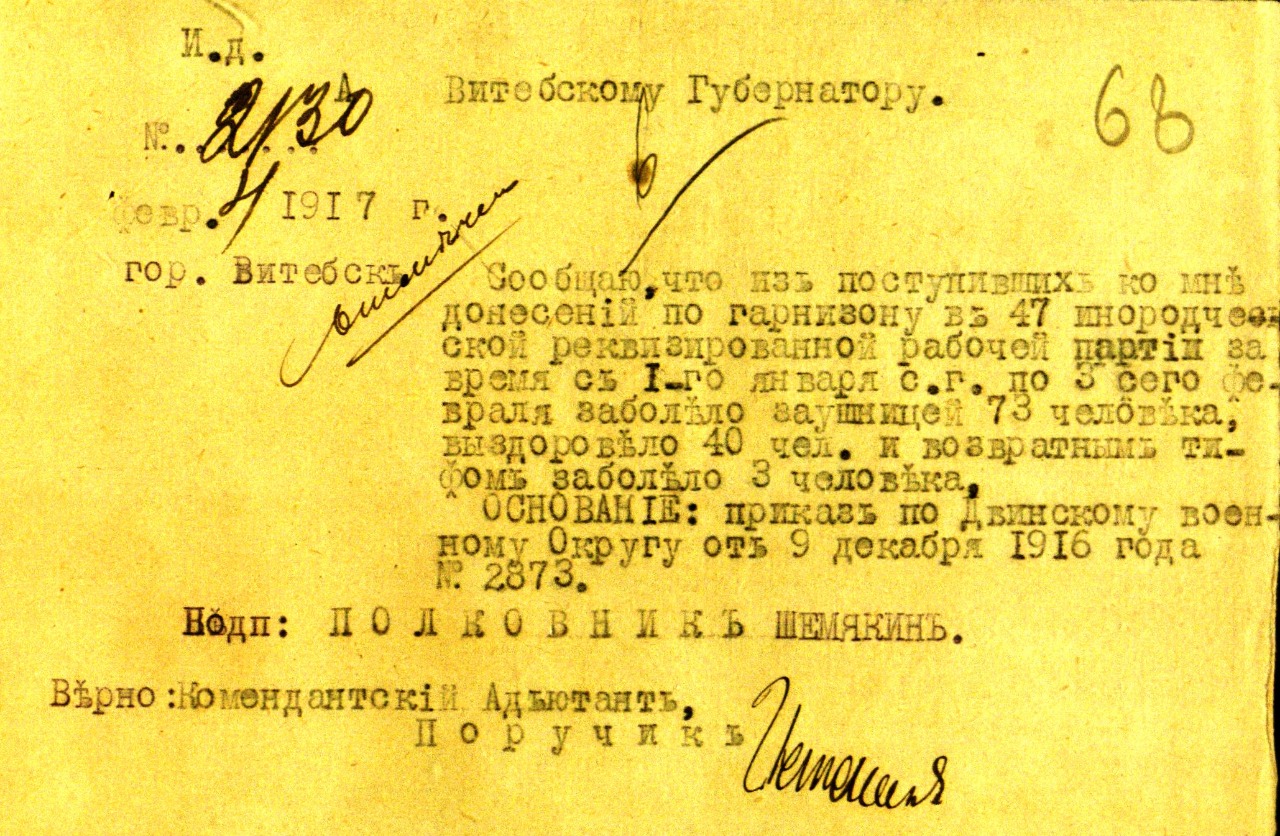 И.д.
А Витебскому Губернатору.
68
№...2130...
февр. 4 1917 г.
гор. Витебскъ
Сообщаю,что изъ поступившихъ ко мнѣ
донесеній по гарнизону въ 47 инородчес
ской реквизированной рабочей партіи за
время съ I-го января с.г. по 3 сего фе-
враля заболѣло заушницей 73 человѣка,
выздоровѣло 40 чел. и возвратнымъ ти-
фомъ заболѣло 3 человѣка,
ОСНОВАНІЕ: приказъ по Двинскому воен-
ному Округу отъ 9 декабря 1916 года
№ 2873.
Подп: ПОЛКОВНИКЪ ШЕМЯКИНЪ.
Вѣрно:Комендантскій Адъютантъ,
Поручикъ